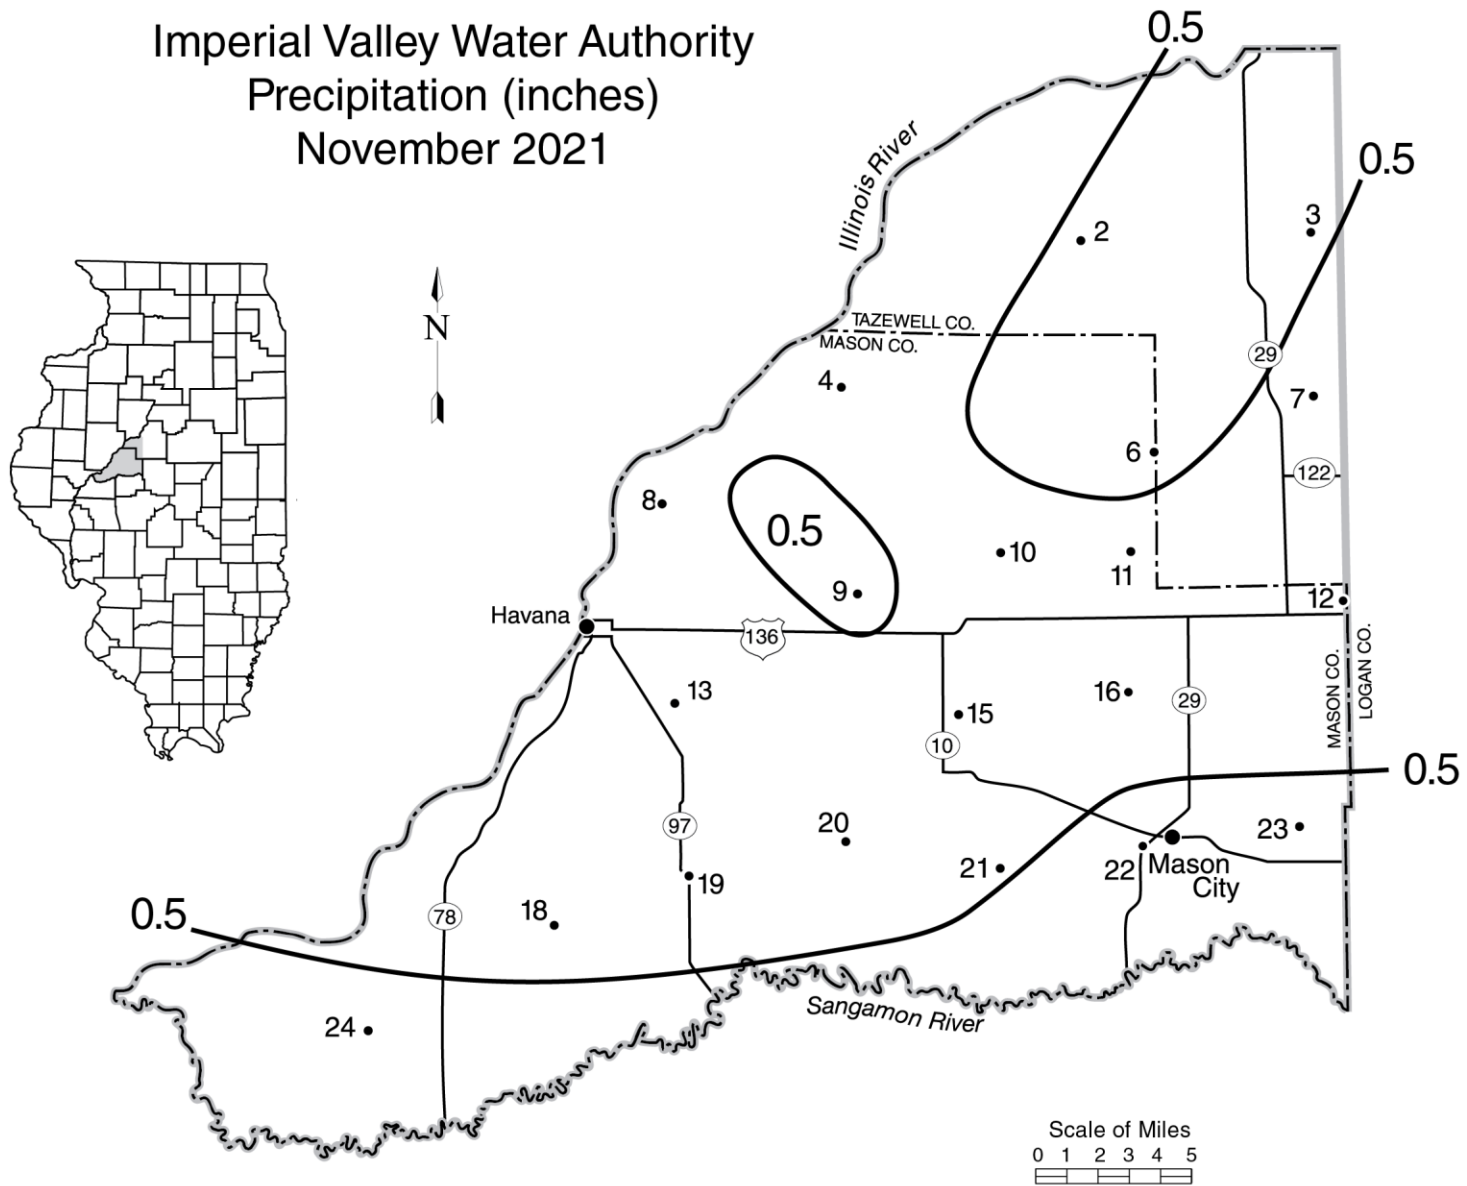 Imperial Valley Water Authority
Precipitation (inches)
November 2021
0.5
0.5
Illinois River
2
3
N
TAZEWELL CO.
MASON CO.
29
4
7
6
122
8
0.5
10
11
9
12
Havana
136
13
16
29
15
10
MASON CO.
LOGAN CO.
0.5
97
20
23
21
22
Mason
City
19
18
0.5
78
24
Sangamon River
Scale of Miles
0 1 2 3 4 5